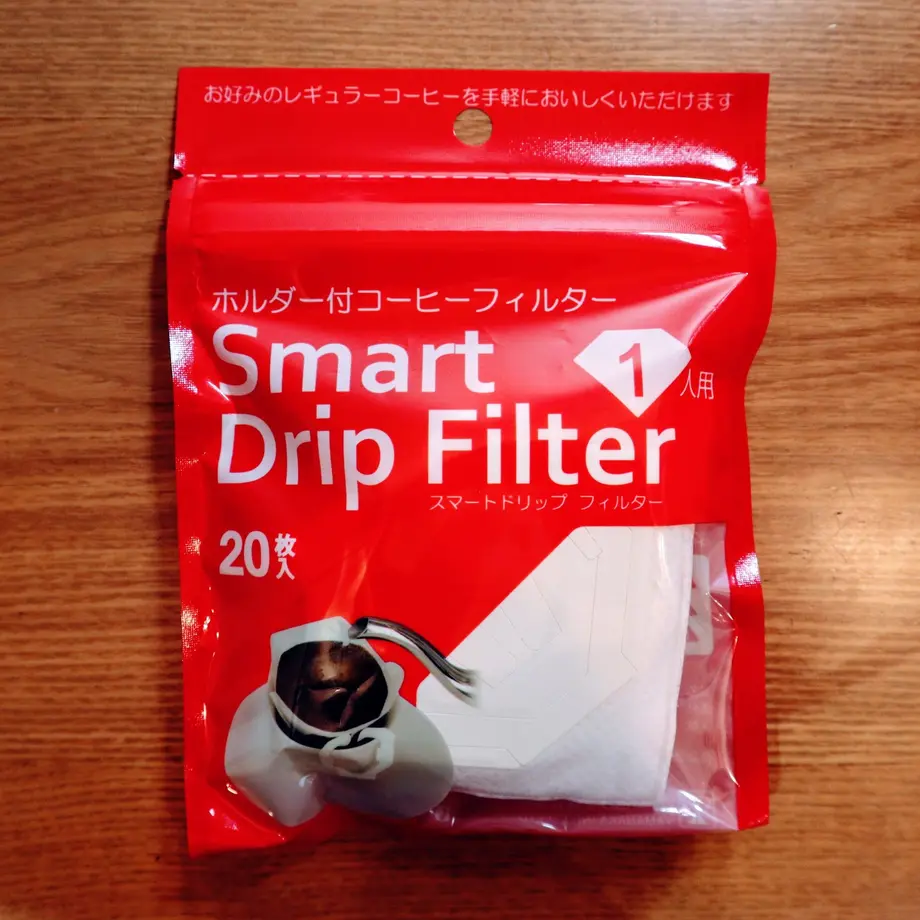 お好みのレギュラーコーヒーを手軽においしくいただけます
ホルダー付コーヒーフィルター
Smart
1人用
Drip Filter
スマートドリップ フィルター
20枚入